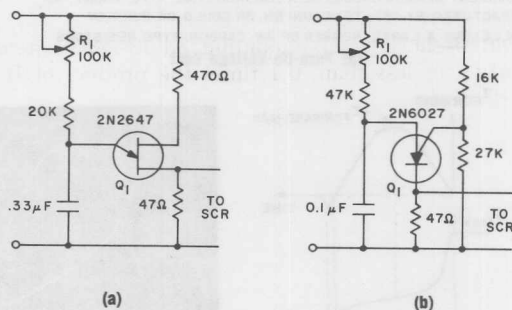 R1
100K
470Ω
20K
2N2647
Q1
.33μF
47Ω
TO
SCR
(a)
R1
100K
16K
47K
2N6027
27K
Q1
0.1μF
47Ω
TO
SCR
(b)